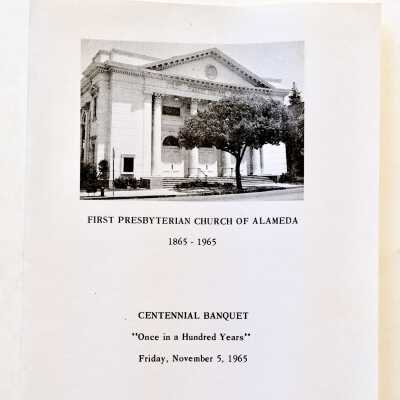 FIRST PRESBYTERIAN CHURCH OF ALAMEDA
1865 - 1965
CENTENNIAL BANQUET
"Once in a Hundred Years"
Friday, November 5, 1965